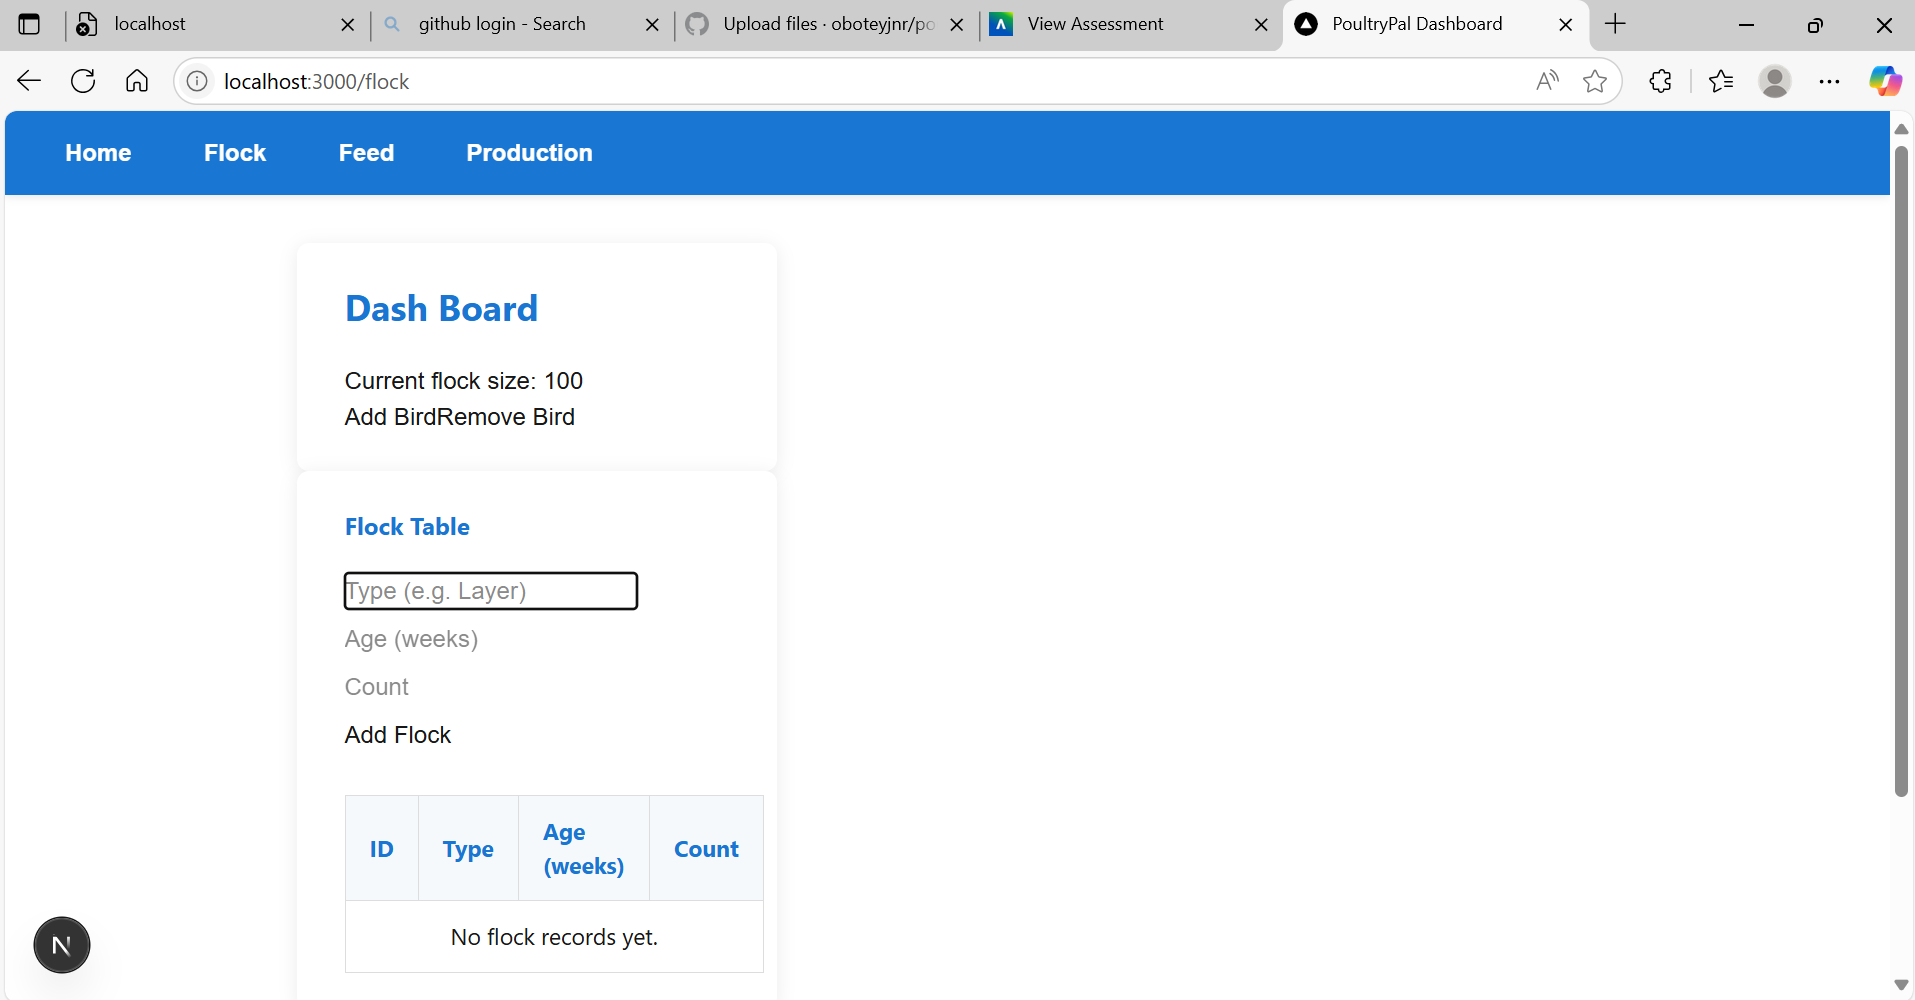 localhost
github login - Search
Upload files · oboteyjnr/po
View Assessment
PoultryPal Dashboard
localhost:3000/flock
Home
Flock
Feed
Production
Dash Board
Current flock size: 100
Add BirdRemove Bird
Flock Table
Type (e.g. Layer)
Age (weeks)
Count
Add Flock
ID
Type
Age
(weeks)
Count
No flock records yet.
N